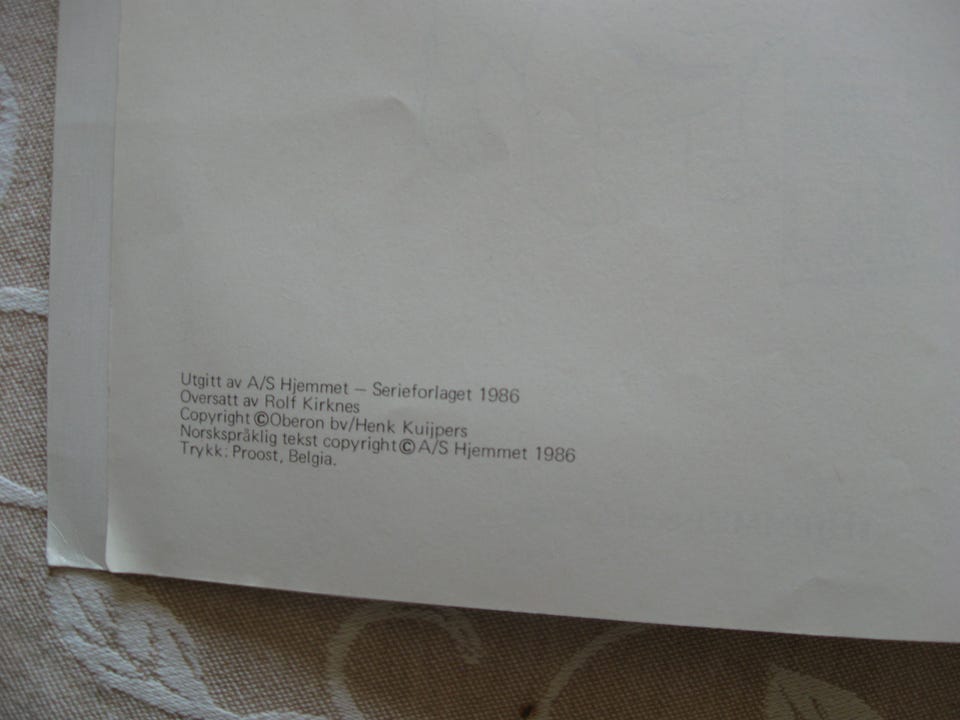 Utgitt av A/S Hjemmet – Serieforlaget 1986
Oversatt av Rolf Kirknes
Copyright ©Oberon bv/Henk Kuijpers
Norskspråklig tekst copyright © A/S Hjemmet 1986
Trykk: Proost, Belgia.